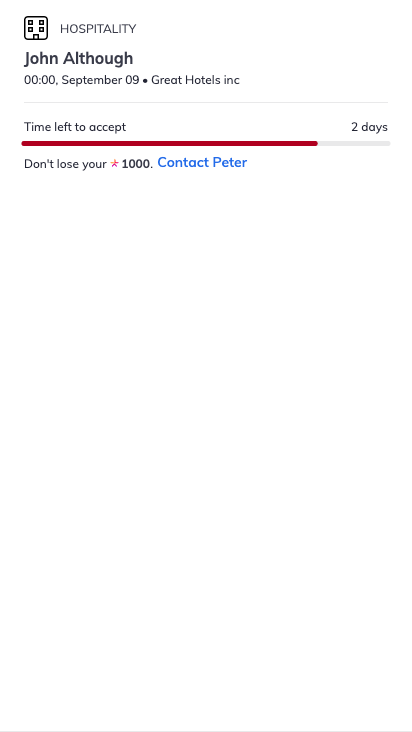 HOSPITALITY
John Although
00:00, September 09 • Great Hotels inc
Time left to accept 2 days
Don't lose your 1000. Contact Peter